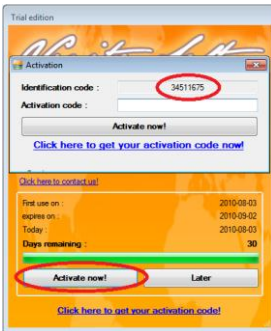 Trial edition
Activation
Identification code : 34511675
Activation code :
Activate now!
Click here to get your activation code now!
Click here to contact us!
First use on : 2010-08-03
expires on : 2010-09-02
Today : 2010-08-03
Days remaining : 30
Activate now! Later
Click here to get your activation code!